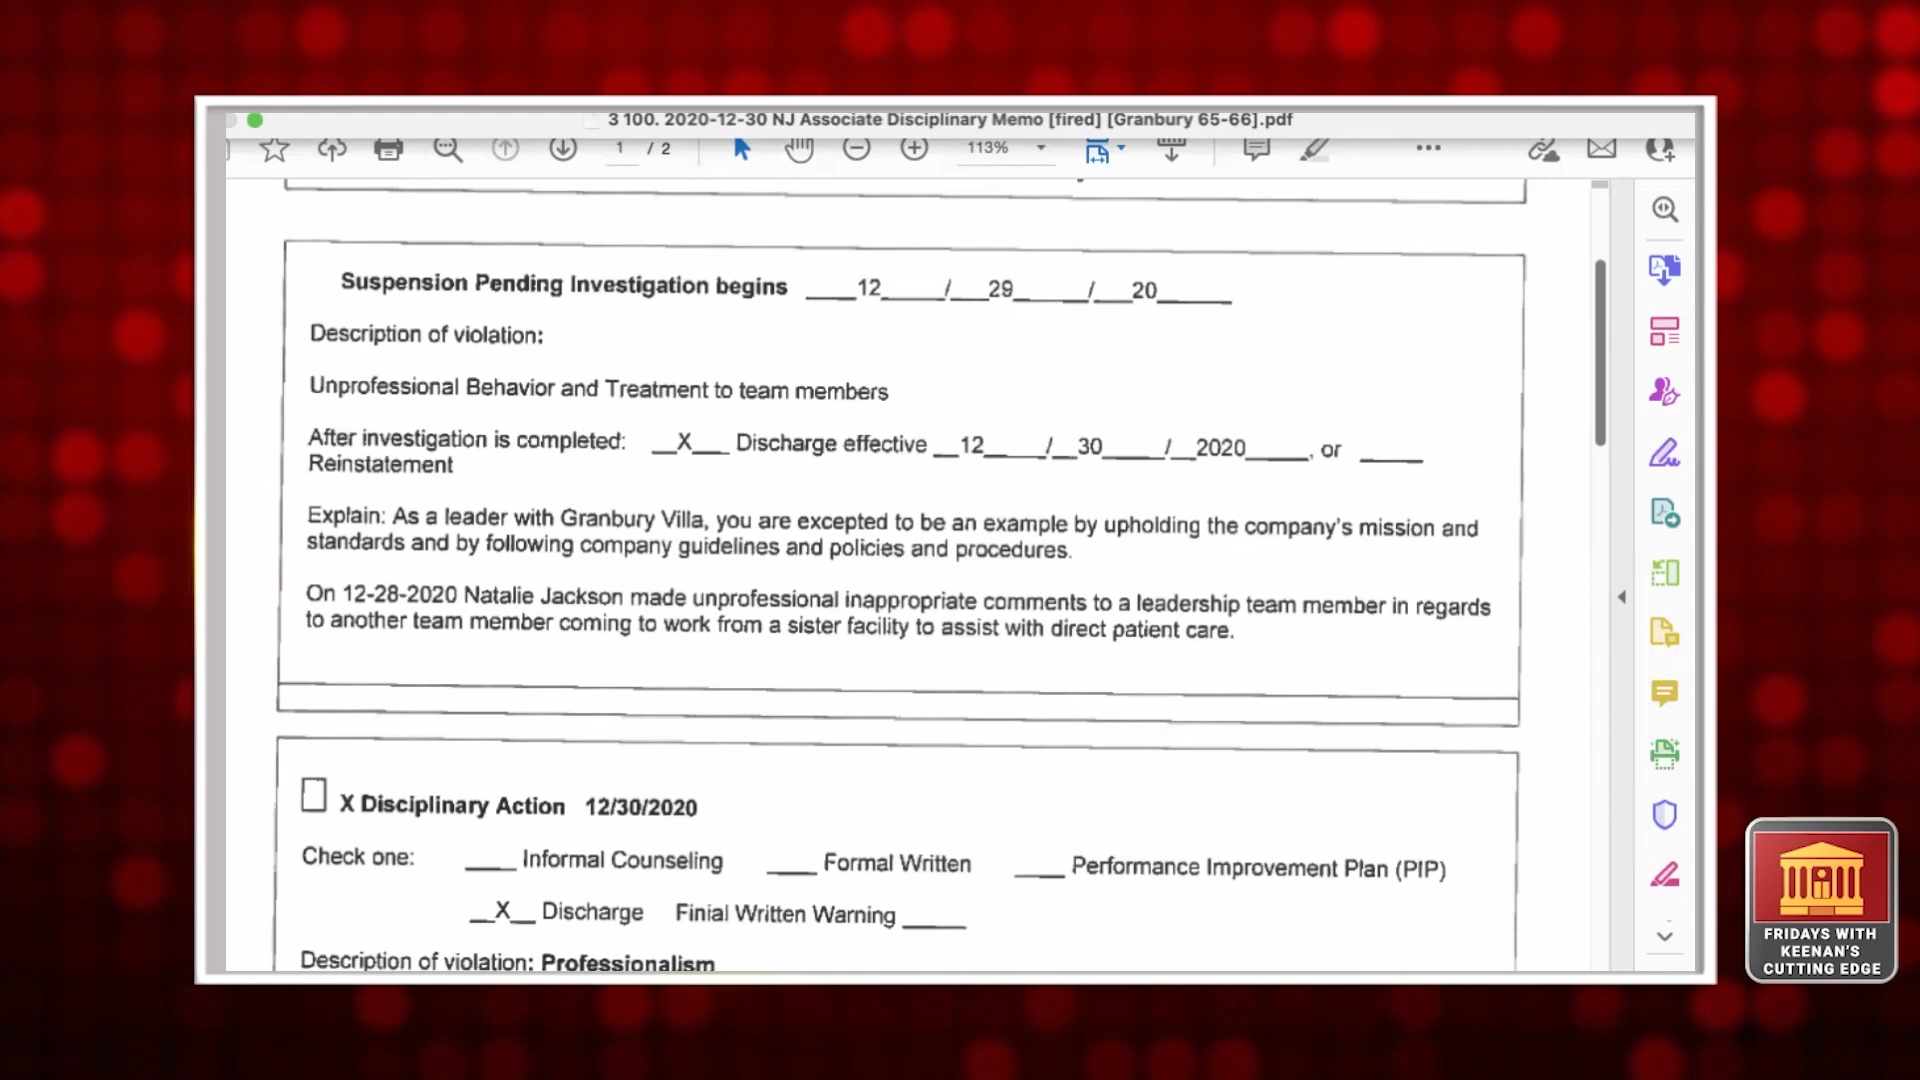 3 100. 2020-12-30 NJ Associate Disciplinary Memo [fired] [Granbury 65-66].pdf
1 / 2 113%
Suspension Pending Investigation begins ____12_____/___29______/___20______
Description of violation:
Unprofessional Behavior and Treatment to team members
After investigation is completed: __X___ Discharge effective __12_____/__30_____/__2020_____, or _____
Reinstatement
Explain: As a leader with Granbury Villa, you are excepted to be an example by upholding the company's mission and
standards and by following company guidelines and policies and procedures.
On 12-28-2020 Natalie Jackson made unprofessional inappropriate comments to a leadership team member in regards
to another team member coming to work from a sister facility to assist with direct patient care.
X Disciplinary Action 12/30/2020
Check one: ____ Informal Counseling ____ Formal Written ____ Performance Improvement Plan (PIP)
__X__ Discharge Finial Written Warning _____
Description of violation: Professionalism
FRIDAYS WITH
KEENAN'S
CUTTING EDGE